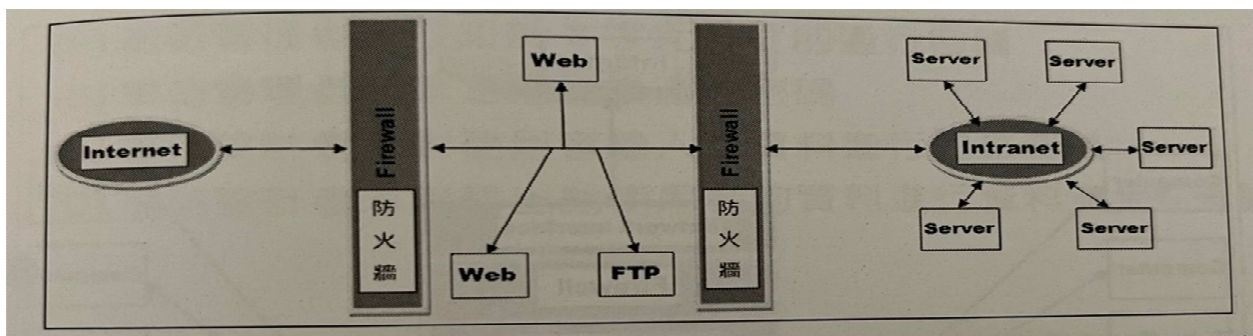 Internet
Firewall
防
火
牆
Web
Web
FTP
Firewall
防
火
牆
Server
Server
Intranet
Server
Server
Server